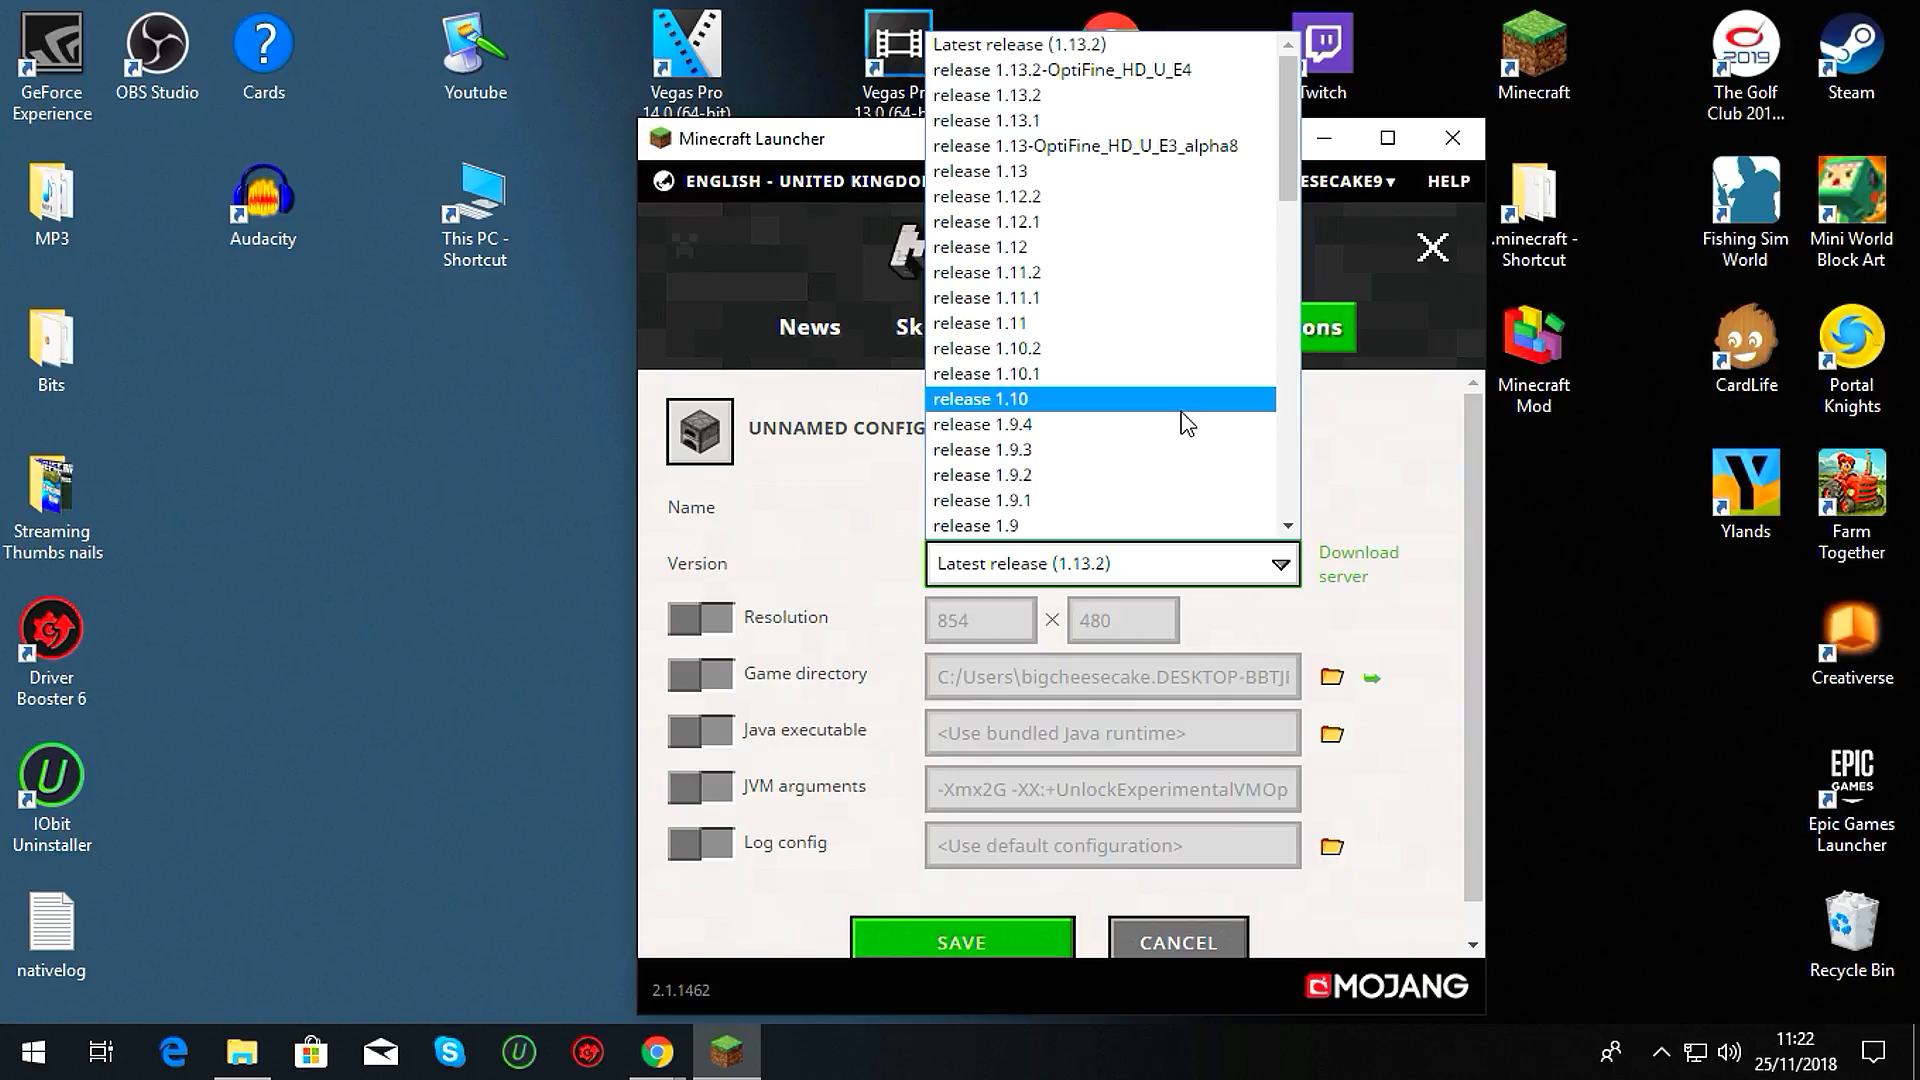 GeForce
Experience
OBS Studio
Cards
Youtube
Vegas Pro
14.0 (64-bit)
Vegas Pr
13.0 (64-b
Twitch
Minecraft
The Golf
Club 201...
2019
Steam
MP3
Audacity
This PC -
Shortcut
.minecraft -
Shortcut
Fishing Sim
World
Mini World
Block Art
Bits
Minecraft
Mod
CardLife
Portal
Knights
Streaming
Thumbs nails
Ylands
Farm
Together
Driver
Booster 6
Creativerse
IObit
Uninstaller
EPIC
GAMES
Epic Games
Launcher
nativelog
Recycle Bin
Minecraft Launcher
ENGLISH - UNITED KINGDO
ESECAKE9
HELP
News
Sk
ons
Latest release (1.13.2)
release 1.13.2-OptiFine_HD_U_E4
release 1.13.2
release 1.13.1
release 1.13-OptiFine_HD_U_E3_alpha8
release 1.13
release 1.12.2
release 1.12.1
release 1.12
release 1.11.2
release 1.11.1
release 1.11
release 1.10.2
release 1.10.1
release 1.10
release 1.9.4
release 1.9.3
release 1.9.2
release 1.9.1
release 1.9
UNNAMED CONFIG
Name
Version
Latest release (1.13.2)
Download
server
Resolution
854 × 480
Game directory
C:/Users\bigcheesecake.DESKTOP-BBTJ
Java executable
<Use bundled Java runtime>
JVM arguments
-Xmx2G -XX:+UnlockExperimentalVMOp
Log config
<Use default configuration>
SAVE
CANCEL
2.1.1462
MOJANG
11:22
25/11/2018